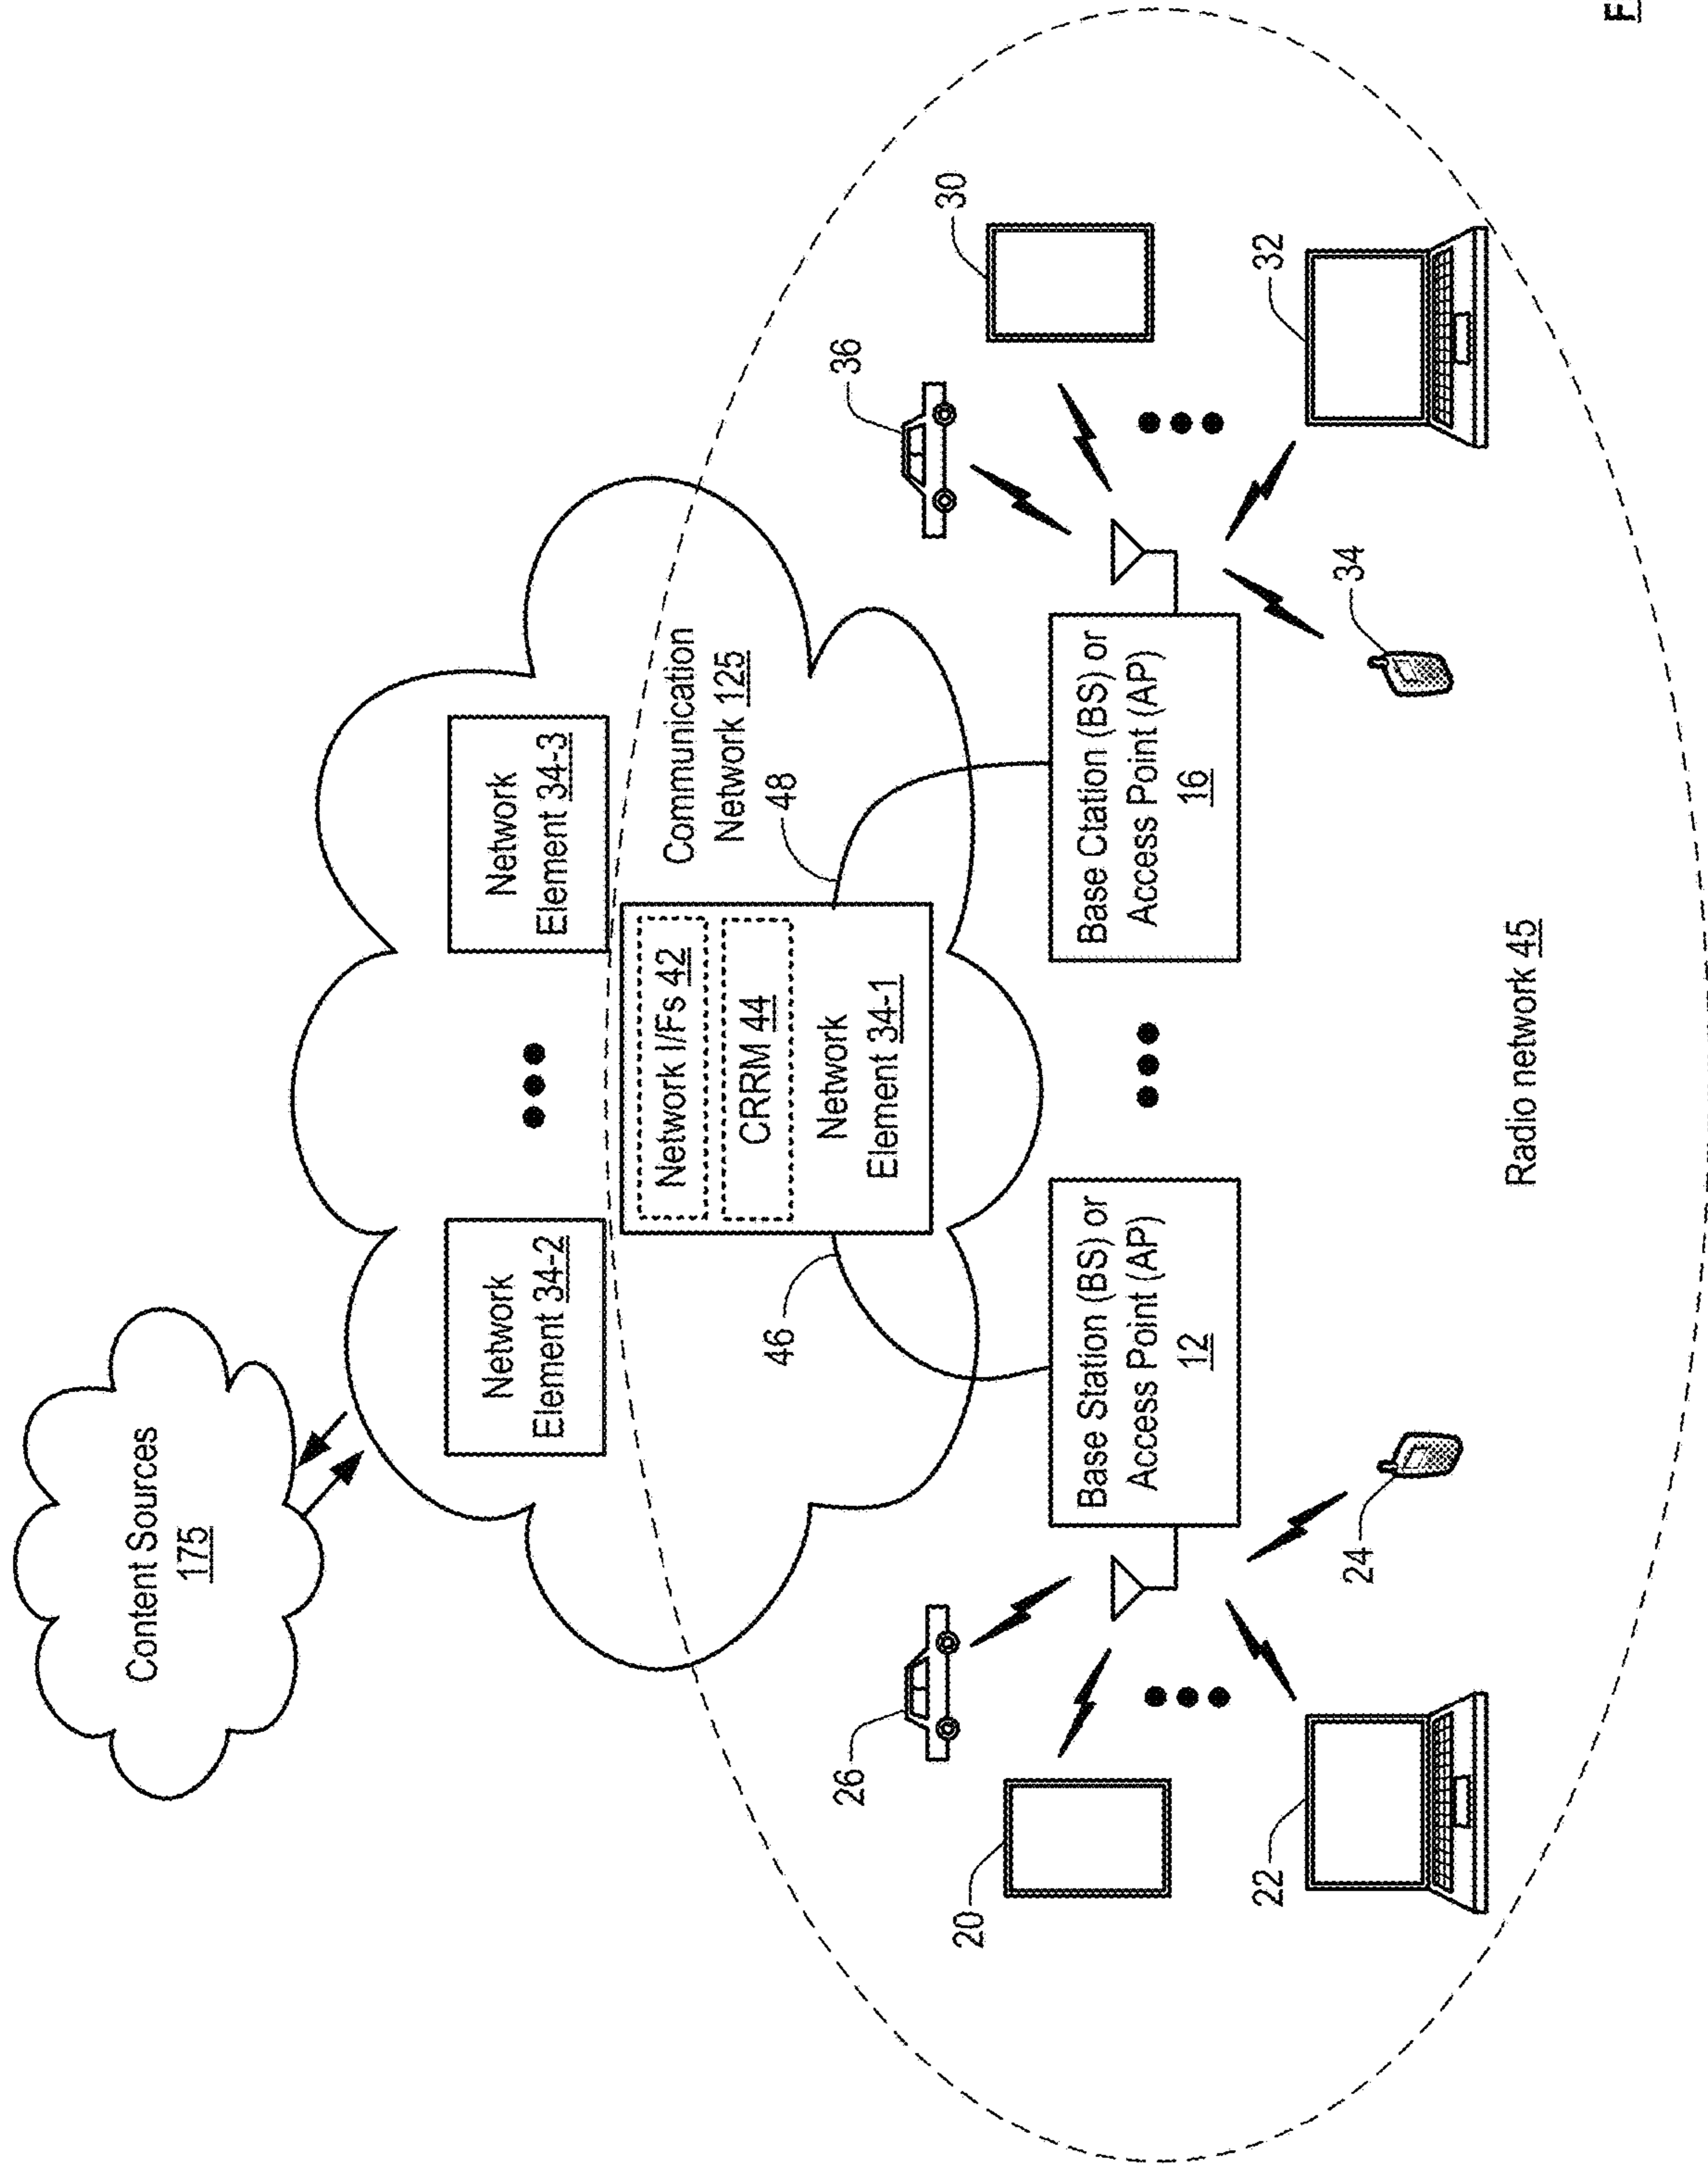 Content Sources
175
Network
Element 34-2
Network
Element 34-3
Network I/Fs 42
CRRM 44
Network
Element 34-1
Communication
Network 125
46
48
Base Station (BS) or
Access Point (AP)
12
Base Ctation (BS) or
Access Point (AP)
16
26
20
22
24
36
30
32
34
Radio network 45
F